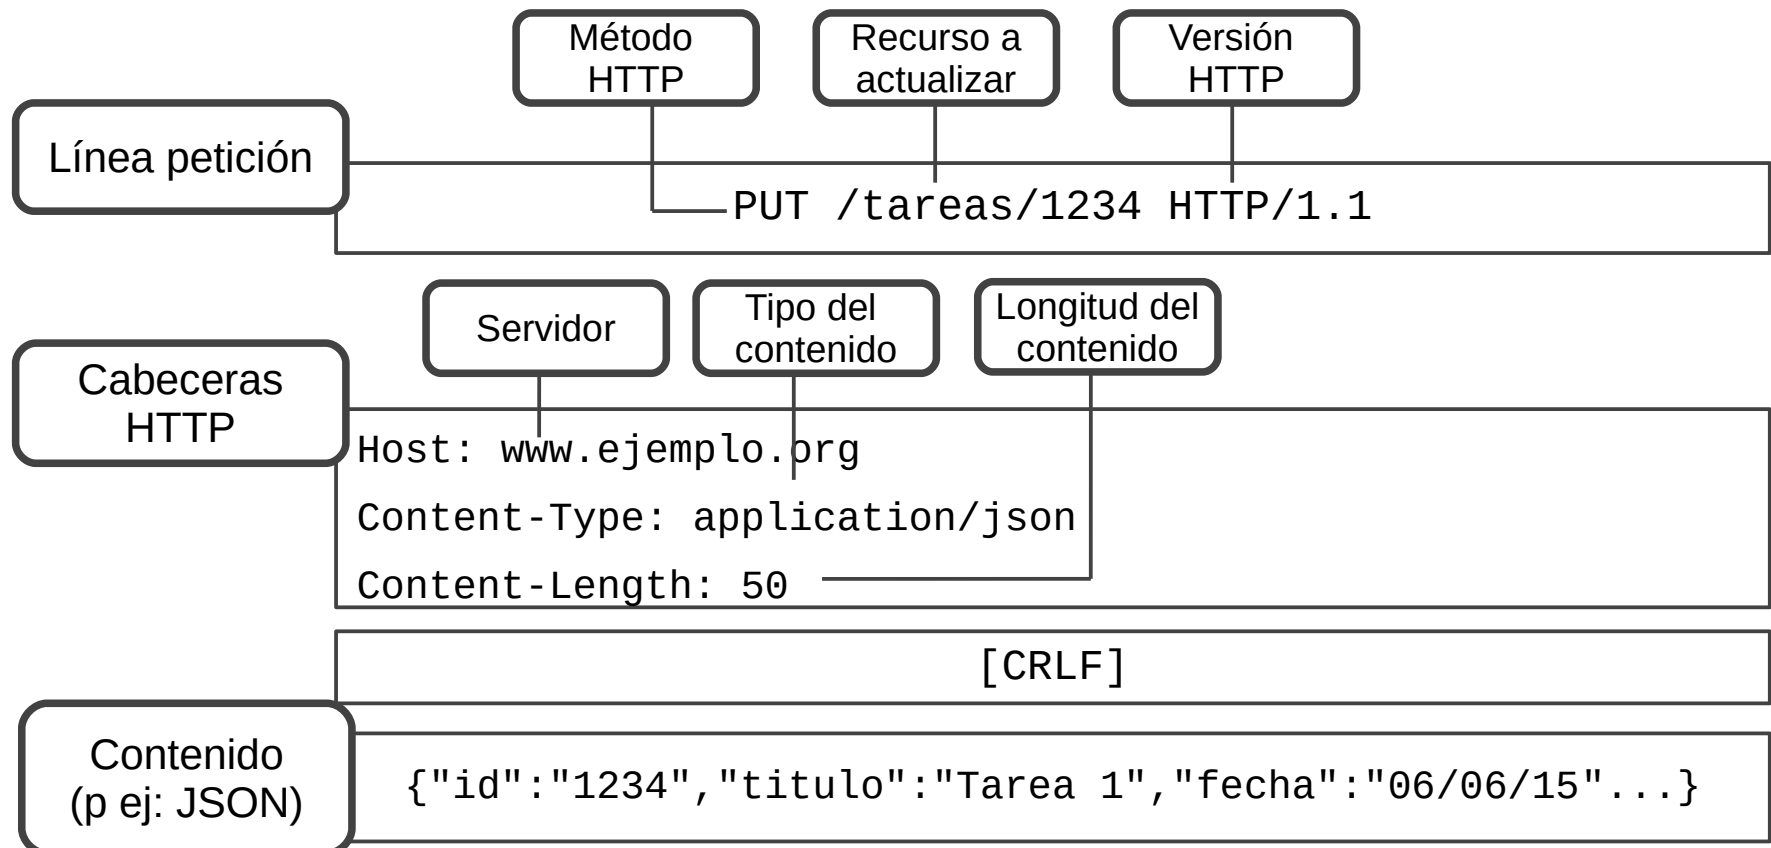 Método
HTTP
Recurso a
actualizar
Versión
HTTP
Línea petición
PUT /tareas/1234 HTTP/1.1
Servidor
Tipo del
contenido
Longitud del
contenido
Cabeceras
HTTP
Host: www.ejemplo.org
Content-Type: application/json
Content-Length: 50
[CRLF]
Contenido
(p ej: JSON)
{"id":"1234","titulo":"Tarea 1","fecha":"06/06/15"...}